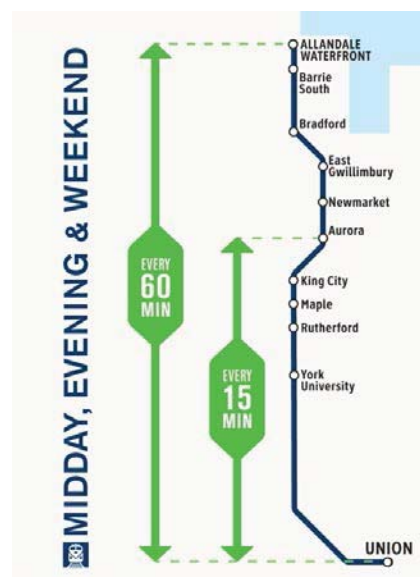 MIDDAY, EVENING & WEEKEND
EVERY
60
MIN
EVERY
15
MIN
ALLANDALE
WATERFRONT
Barrie
South
Bradford
East
Gwillimbury
Newmarket
Aurora
King City
Maple
Rutherford
York
University
UNION